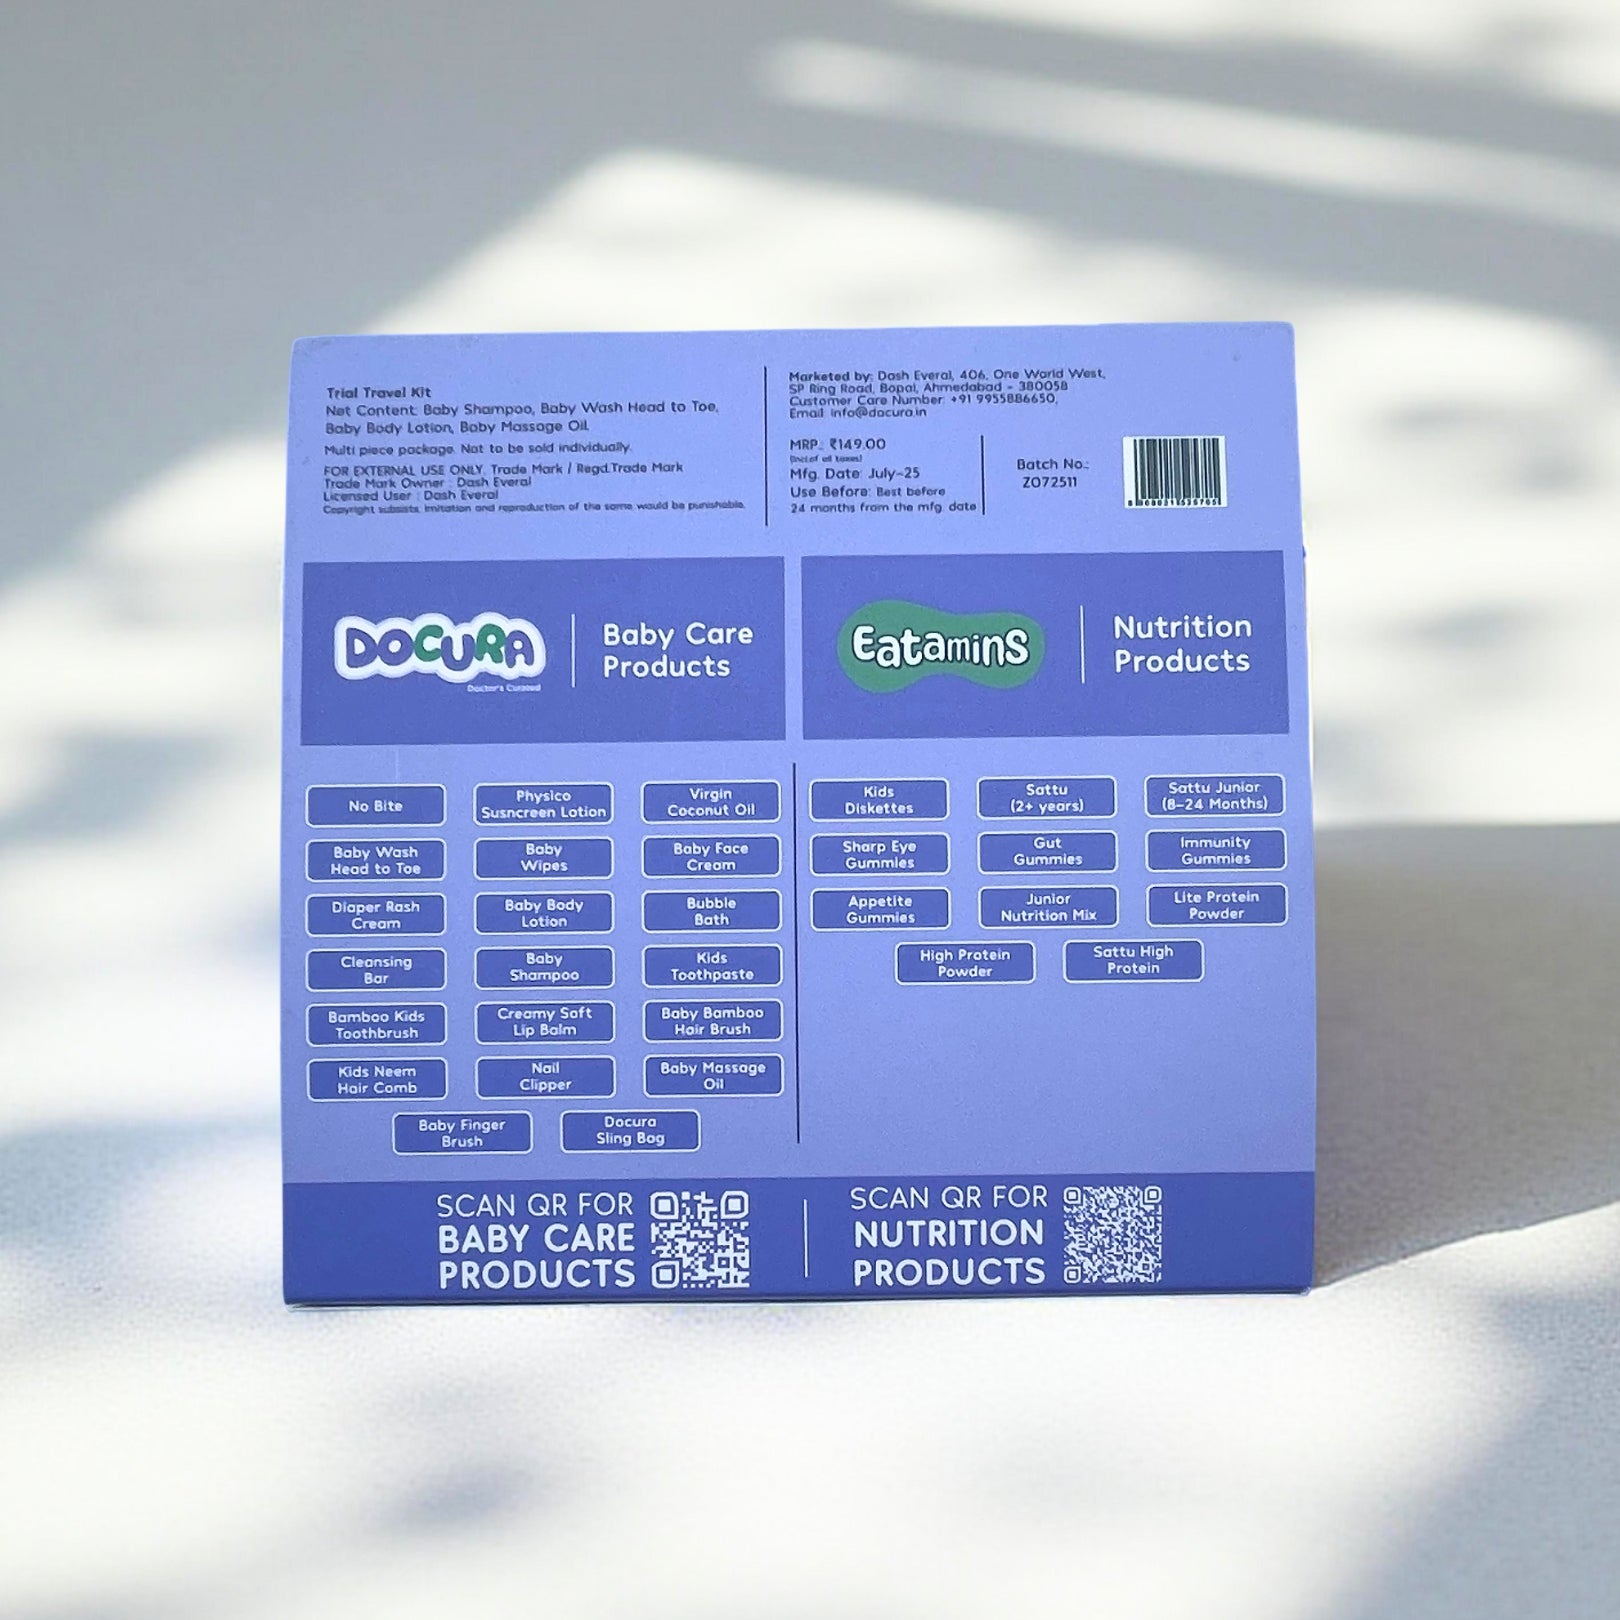 Trial Travel Kit
Net Content: Baby Shampoo, Baby Wash Head to Toe,
Baby Body Lotion, Baby Massage Oil.
Multi piece package. Not to be sold individually.
FOR EXTERNAL USE ONLY. Trade Mark / Regd.Trade Mark
Trade Mark Owner : Dash Everal
Licensed User : Dash Everal
Copyright subsists. Imitation and reproduction of the same would be punishable.
Marketed by: Dash Everal, 406, One World West,
SP Ring Road, Bopal, Ahmedabad - 380058
Customer Care Number: +91 9955886650,
Email: info@docura.in
MRP.: ₹149.00
(Incl.of all taxes)
Mfg. Date: July-25
Use Before: Best before
24 months from the mfg. date
Batch No.:
Z072511
DOCURA
Doctor's Curated
Baby Care
Products
Eatamins
Nutrition
Products
No Bite
Physico
Susncreen Lotion
Virgin
Coconut Oil
Baby Wash
Head to Toe
Baby
Wipes
Baby Face
Cream
Diaper Rash
Cream
Baby Body
Lotion
Bubble
Bath
Cleansing
Bar
Baby
Shampoo
Kids
Toothpaste
Bamboo Kids
Toothbrush
Creamy Soft
Lip Balm
Baby Bamboo
Hair Brush
Kids Neem
Hair Comb
Nail
Clipper
Baby Massage
Oil
Baby Finger
Brush
Docura
Sling Bag
Kids
Diskettes
Sattu
(2+ years)
Sattu Junior
(8-24 Months)
Sharp Eye
Gummies
Gut
Gummies
Immunity
Gummies
Appetite
Gummies
Junior
Nutrition Mix
Lite Protein
Powder
High Protein
Powder
Sattu High
Protein
SCAN QR FOR
BABY CARE
PRODUCTS
SCAN QR FOR
NUTRITION
PRODUCTS